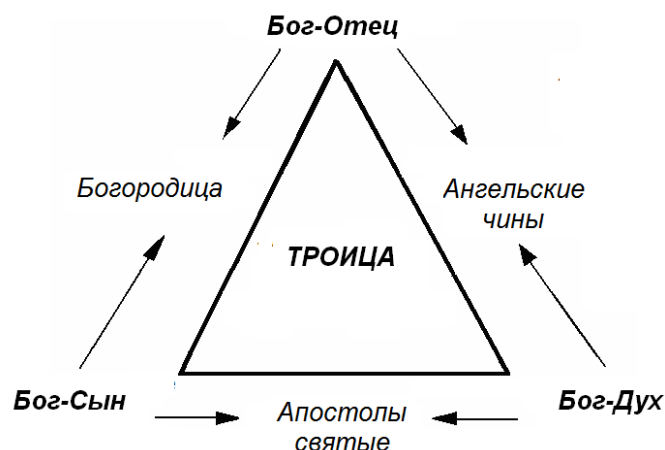 Бог-Отец
Богородица
Ангельские
чины
ТРОИЦА
Бог-Сын
Апостолы
святые
Бог-Дух